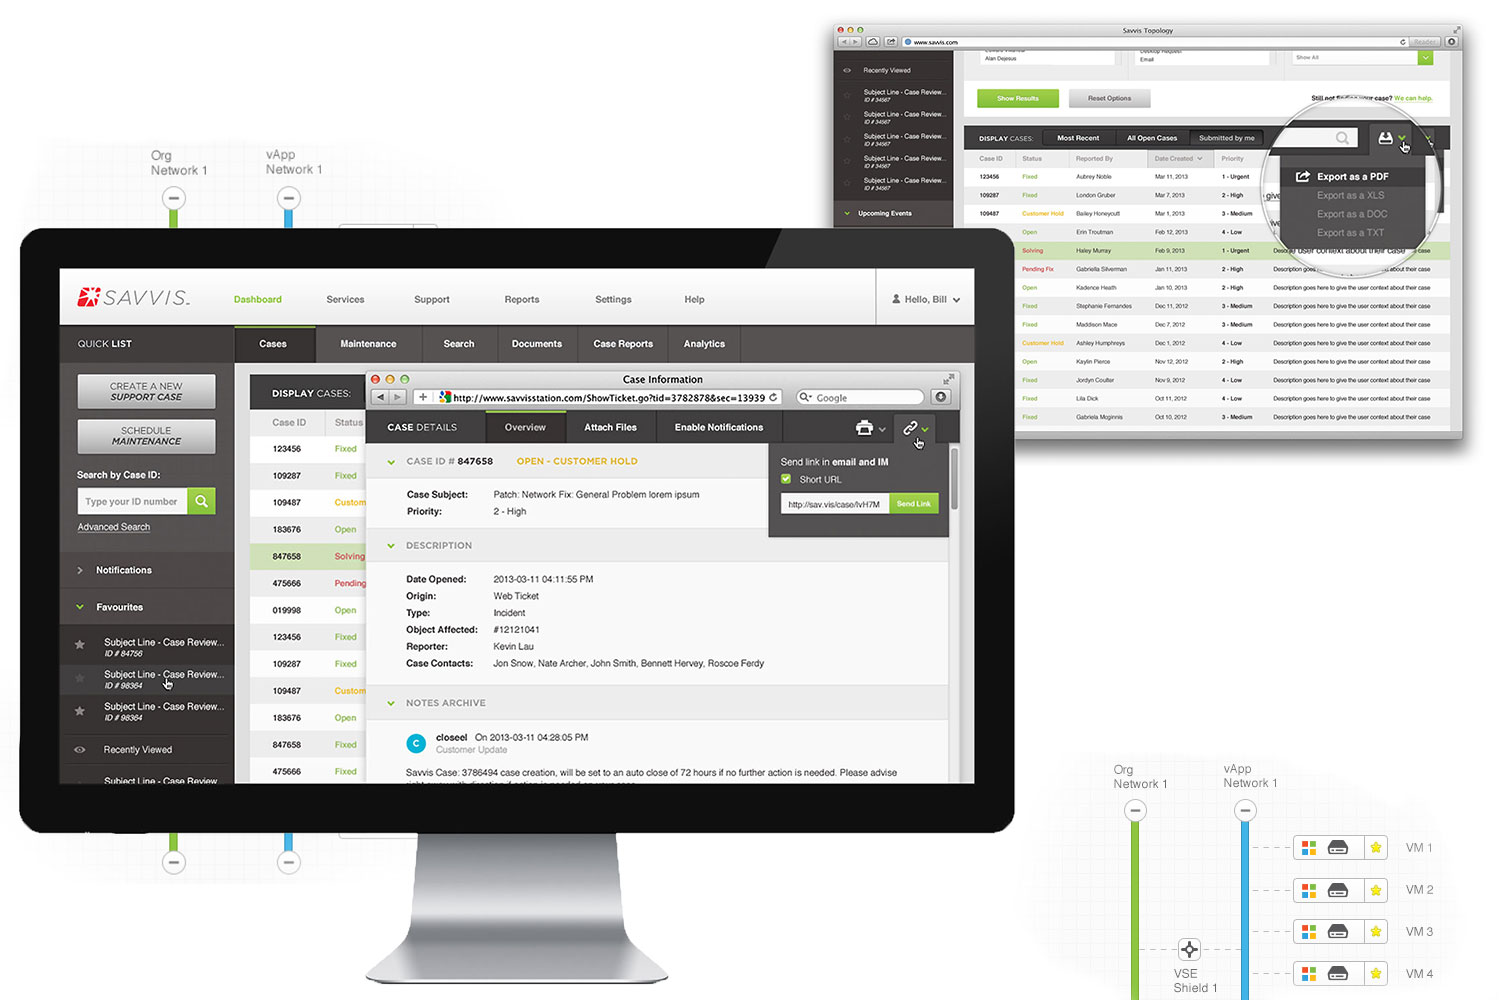 Savvis Topology
www.savvis.com
Reader
Alan Dejesus
Email
Show All
Recently Viewed
Subject Line - Case Review...
ID # 34567
Subject Line - Case Review...
ID # 34567
Subject Line - Case Review...
ID # 34567
Subject Line - Case Review...
ID # 34567
Subject Line - Case Review...
ID # 34567
Upcoming Events
Show Results
Reset Options
Still not finding your case? We can help.
DISPLAY CASES:
Most Recent
All Open Cases
Submitted by me
Export as a PDF
Export as a XLS
Export as a DOC
Export as a TXT
Case ID Status Reported By Date Created Priority
123456 Fixed Aubrey Noble Mar 11, 2013 1 - Urgent
109287 Fixed London Gruber Mar 7, 2013 2 - High
109487 Customer Hold Bailey Honeycutt Mar 1, 2013 3 - Medium
Open Erin Troutman Feb 12, 2013 4 - Low
Solving Haley Murray Feb 9, 2013 1 - Urgent user context about their case
Pending Fix Gabriella Silverman Jan 11, 2013 2 - High Description goes here to give the user context about their case
Open Kadence Heath Jan 10, 2013 2 - High Description goes here to give the user context about their case
Fixed Stephanie Fernandes Dec 11, 2012 3 - Medium Description goes here to give the user context about their case
Fixed Maddison Mace Dec 7, 2012 3 - Medium Description goes here to give the user context about their case
Customer Hold Ashley Humphreys Dec 1, 2012 4 - Low Description goes here to give the user context about their case
Open Kaylin Pierce Nov 12, 2012 2 - High Description goes here to give the user context about their case
Fixed Jordyn Coulter Nov 9, 2012 4 - Low Description goes here to give the user context about their case
Fixed Lila Dick Oct 11, 2012 4 - Low Description goes here to give the user context about their case
Fixed Gabriela Mcginnis Oct 10, 2012 3 - Medium Description goes here to give the user context about their case
Org
Network 1
vApp
Network 1
SAVVIS
Dashboard
Services
Support
Reports
Settings
Help
Hello, Bill
QUICK LIST
Cases
Maintenance
Search
Documents
Case Reports
Analytics
CREATE A NEW
SUPPORT CASE
SCHEDULE
MAINTENANCE
Search by Case ID:
Type your ID number
Advanced Search
Notifications
Favourites
Subject Line - Case Review...
ID # 84756
Subject Line - Case Review...
ID # 98364
Subject Line - Case Review...
ID # 98364
Recently Viewed
Subject Line - Case Review...
DISPLAY CASES:
Case ID Status
123456 Fixed
109287 Fixed
109487 Custom
183676 Open
847658 Solving
475666 Pending
019998 Open
123456 Fixed
109287 Fixed
109487 Custom
183676 Open
847658 Fixed
475666 Fixed
Case Information
http://www.savvisstation.com/ShowTicket.go?tid=3782878&sec=13939
Google
CASE DETAILS
Overview
Attach Files
Enable Notifications
CASE ID # 847658 OPEN - CUSTOMER HOLD
Case Subject: Patch: Network Fix: General Problem lorem ipsum
Priority: 2 - High
Send link in email and IM
Short URL
http://sav.vis/case/IvH7M
Send Link
DESCRIPTION
Date Opened: 2013-03-11 04:11:55 PM
Origin: Web Ticket
Type: Incident
Object Affected: #12121041
Reporter: Kevin Lau
Case Contacts: Jon Snow, Nate Archer, John Smith, Bennett Hervey, Roscoe Ferdy
NOTES ARCHIVE
C
closeel On 2013-03-11 04:28:05 PM
Customer Update
Savvis Case: 3786494 case creation, will be set to an auto close of 72 hours if no further action is needed. Please advise
Org
Network 1
vApp
Network 1
VM 1
VM 2
VM 3
VM 4
VSE
Shield 1